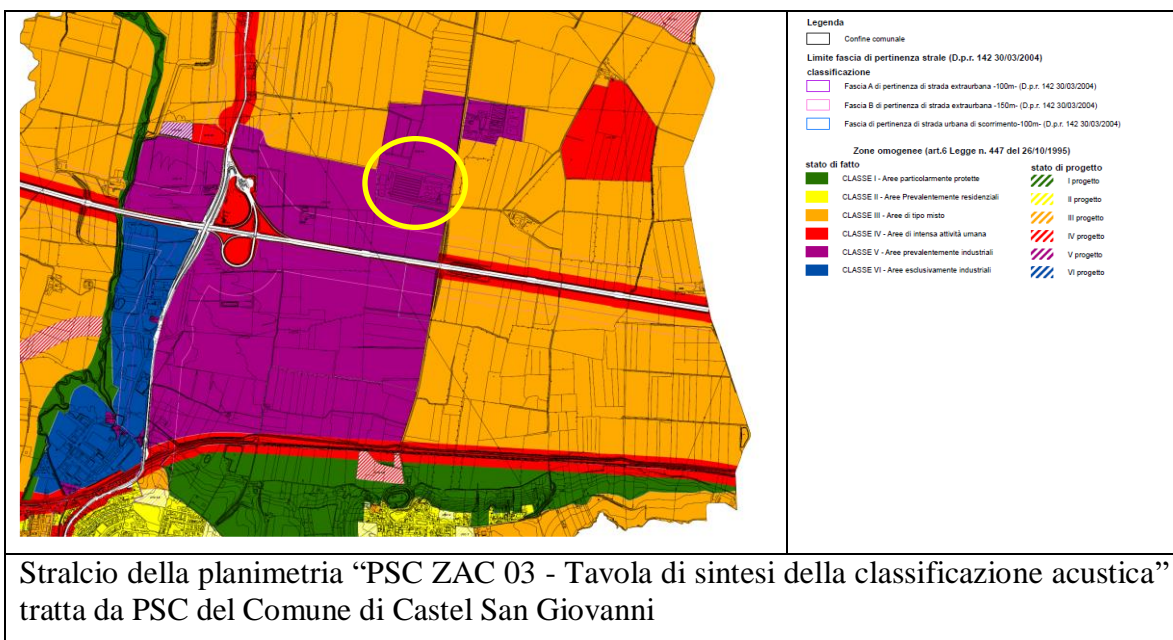 Legenda
Confine comunale
Limite fascia di pertinenza strale (D.p.r. 142 30/03/2004)
classificazione
Fascia A di pertinenza di strada extraurbana -100m- (D.p.r. 142 30/03/2004)
Fascia B di pertinenza di strada extraurbana -150m- (D.p.r. 142 30/03/2004)
Fascia di pertinenza di strada urbana di scorrimento-100m- (D.p.r. 142 30/03/2004)
Zone omogenee (art.6 Legge n. 447 del 26/10/1995)
stato di fatto
CLASSE I - Aree particolarmente protette
CLASSE II - Aree Prevalentemente residenziali
CLASSE III - Aree di tipo misto
CLASSE IV - Aree di intensa attività umana
CLASSE V - Aree prevalentemente industriali
CLASSE VI - Aree esclusivamente industriali
stato di progetto
I progetto
II progetto
III progetto
IV progetto
V progetto
VI progetto
Stralcio della planimetria “PSC ZAC 03 - Tavola di sintesi della classificazione acustica”
tratta da PSC del Comune di Castel San Giovanni